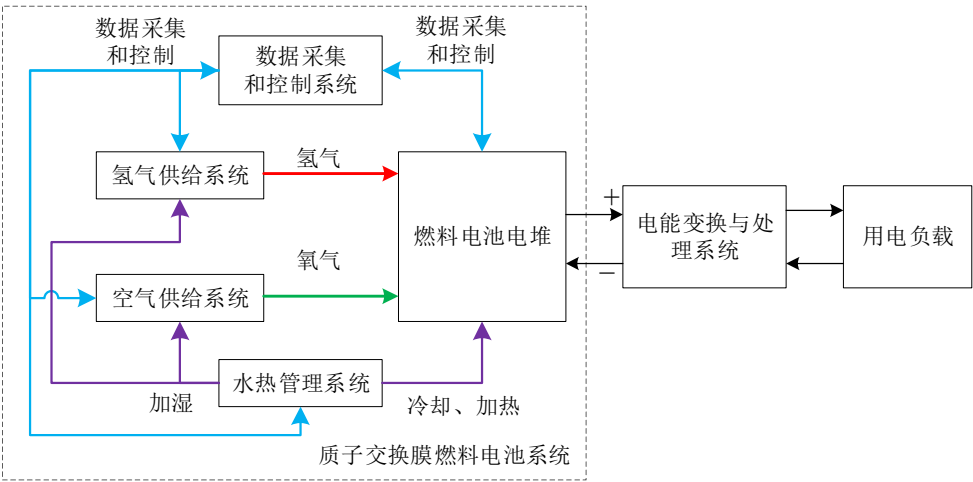 数据采集
和控制
数据采集
和控制系统
数据采集
和控制
氢气供给系统
氢气
燃料电池电堆
+
−
电能变换与处
理系统
用电负载
氧气
空气供给系统
水热管理系统
加湿
冷却、加热
质子交换膜燃料电池系统